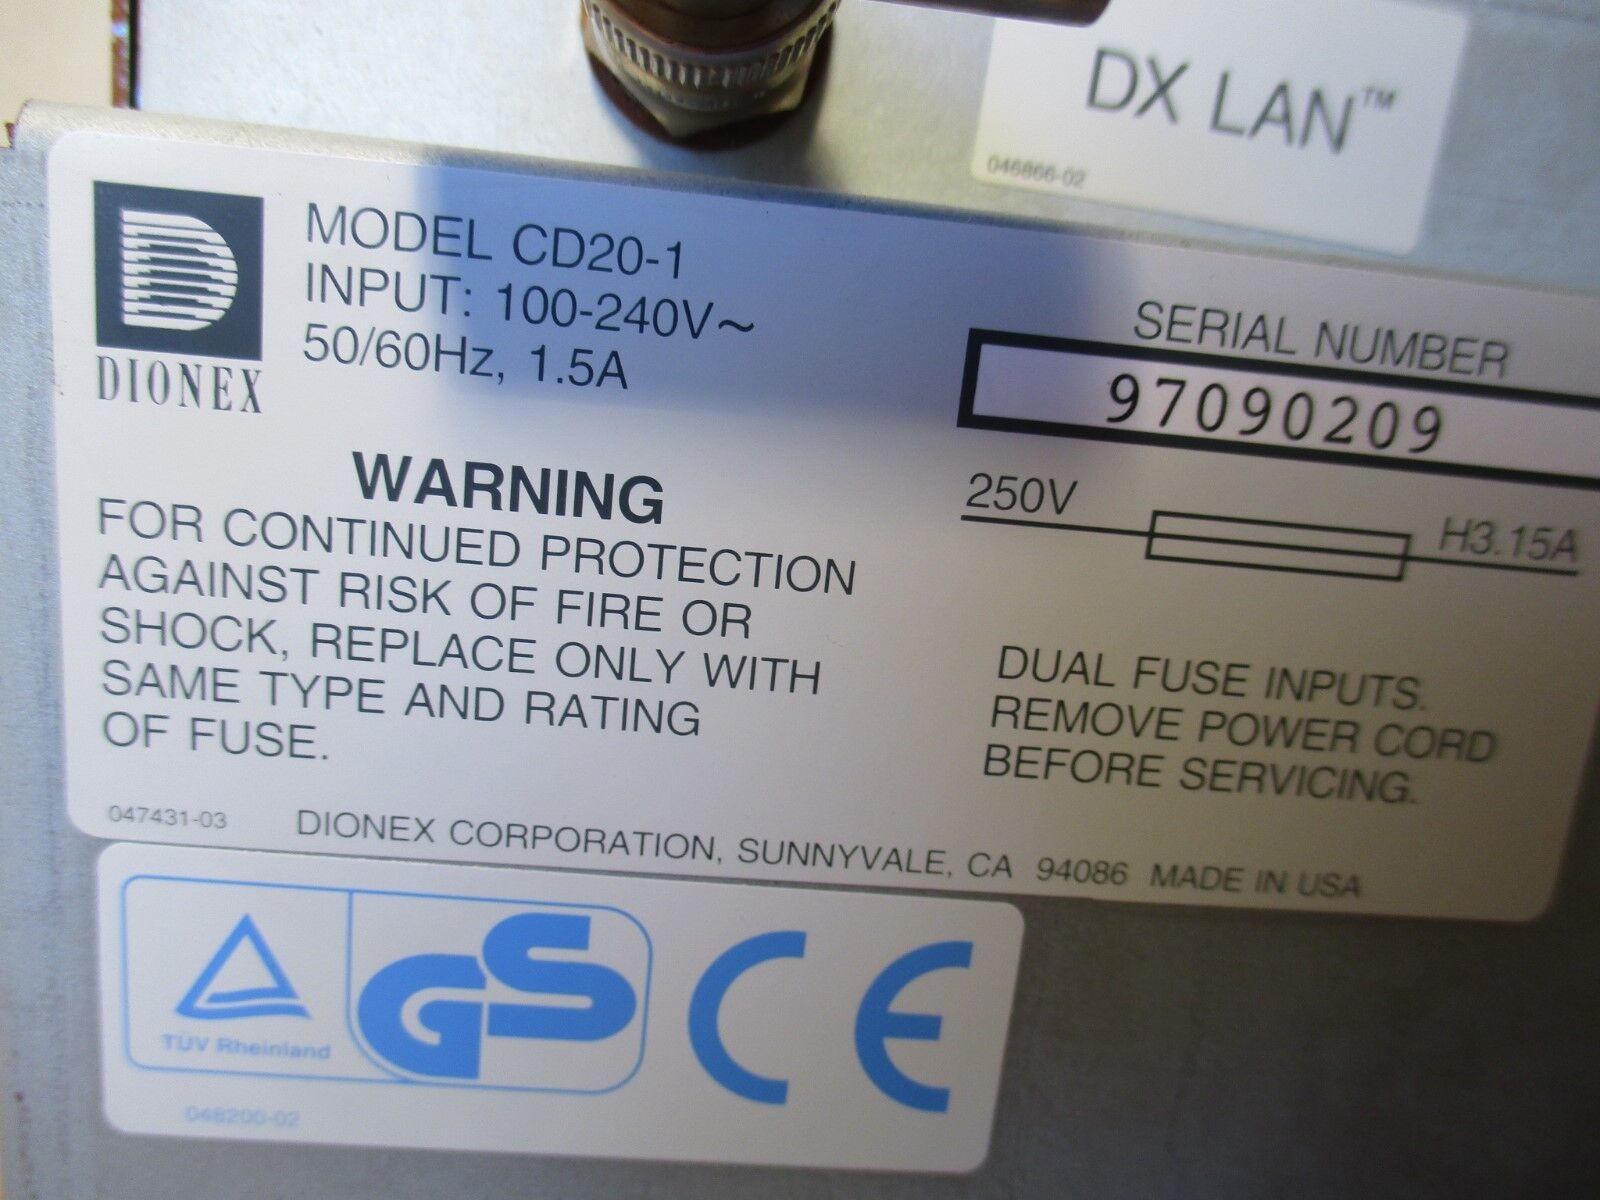 DX LAN™
046866-02
DIONEX
MODEL CD20-1
INPUT: 100-240V~
50/60Hz, 1.5A
SERIAL NUMBER
97090209
250V
H3.15A
WARNING
FOR CONTINUED PROTECTION
AGAINST RISK OF FIRE OR
SHOCK, REPLACE ONLY WITH
SAME TYPE AND RATING
OF FUSE.
DUAL FUSE INPUTS.
REMOVE POWER CORD
BEFORE SERVICING.
047431-03
DIONEX CORPORATION, SUNNYVALE, CA 94086 MADE IN USA
TÜV Rheinland
GS
CE
048200-02